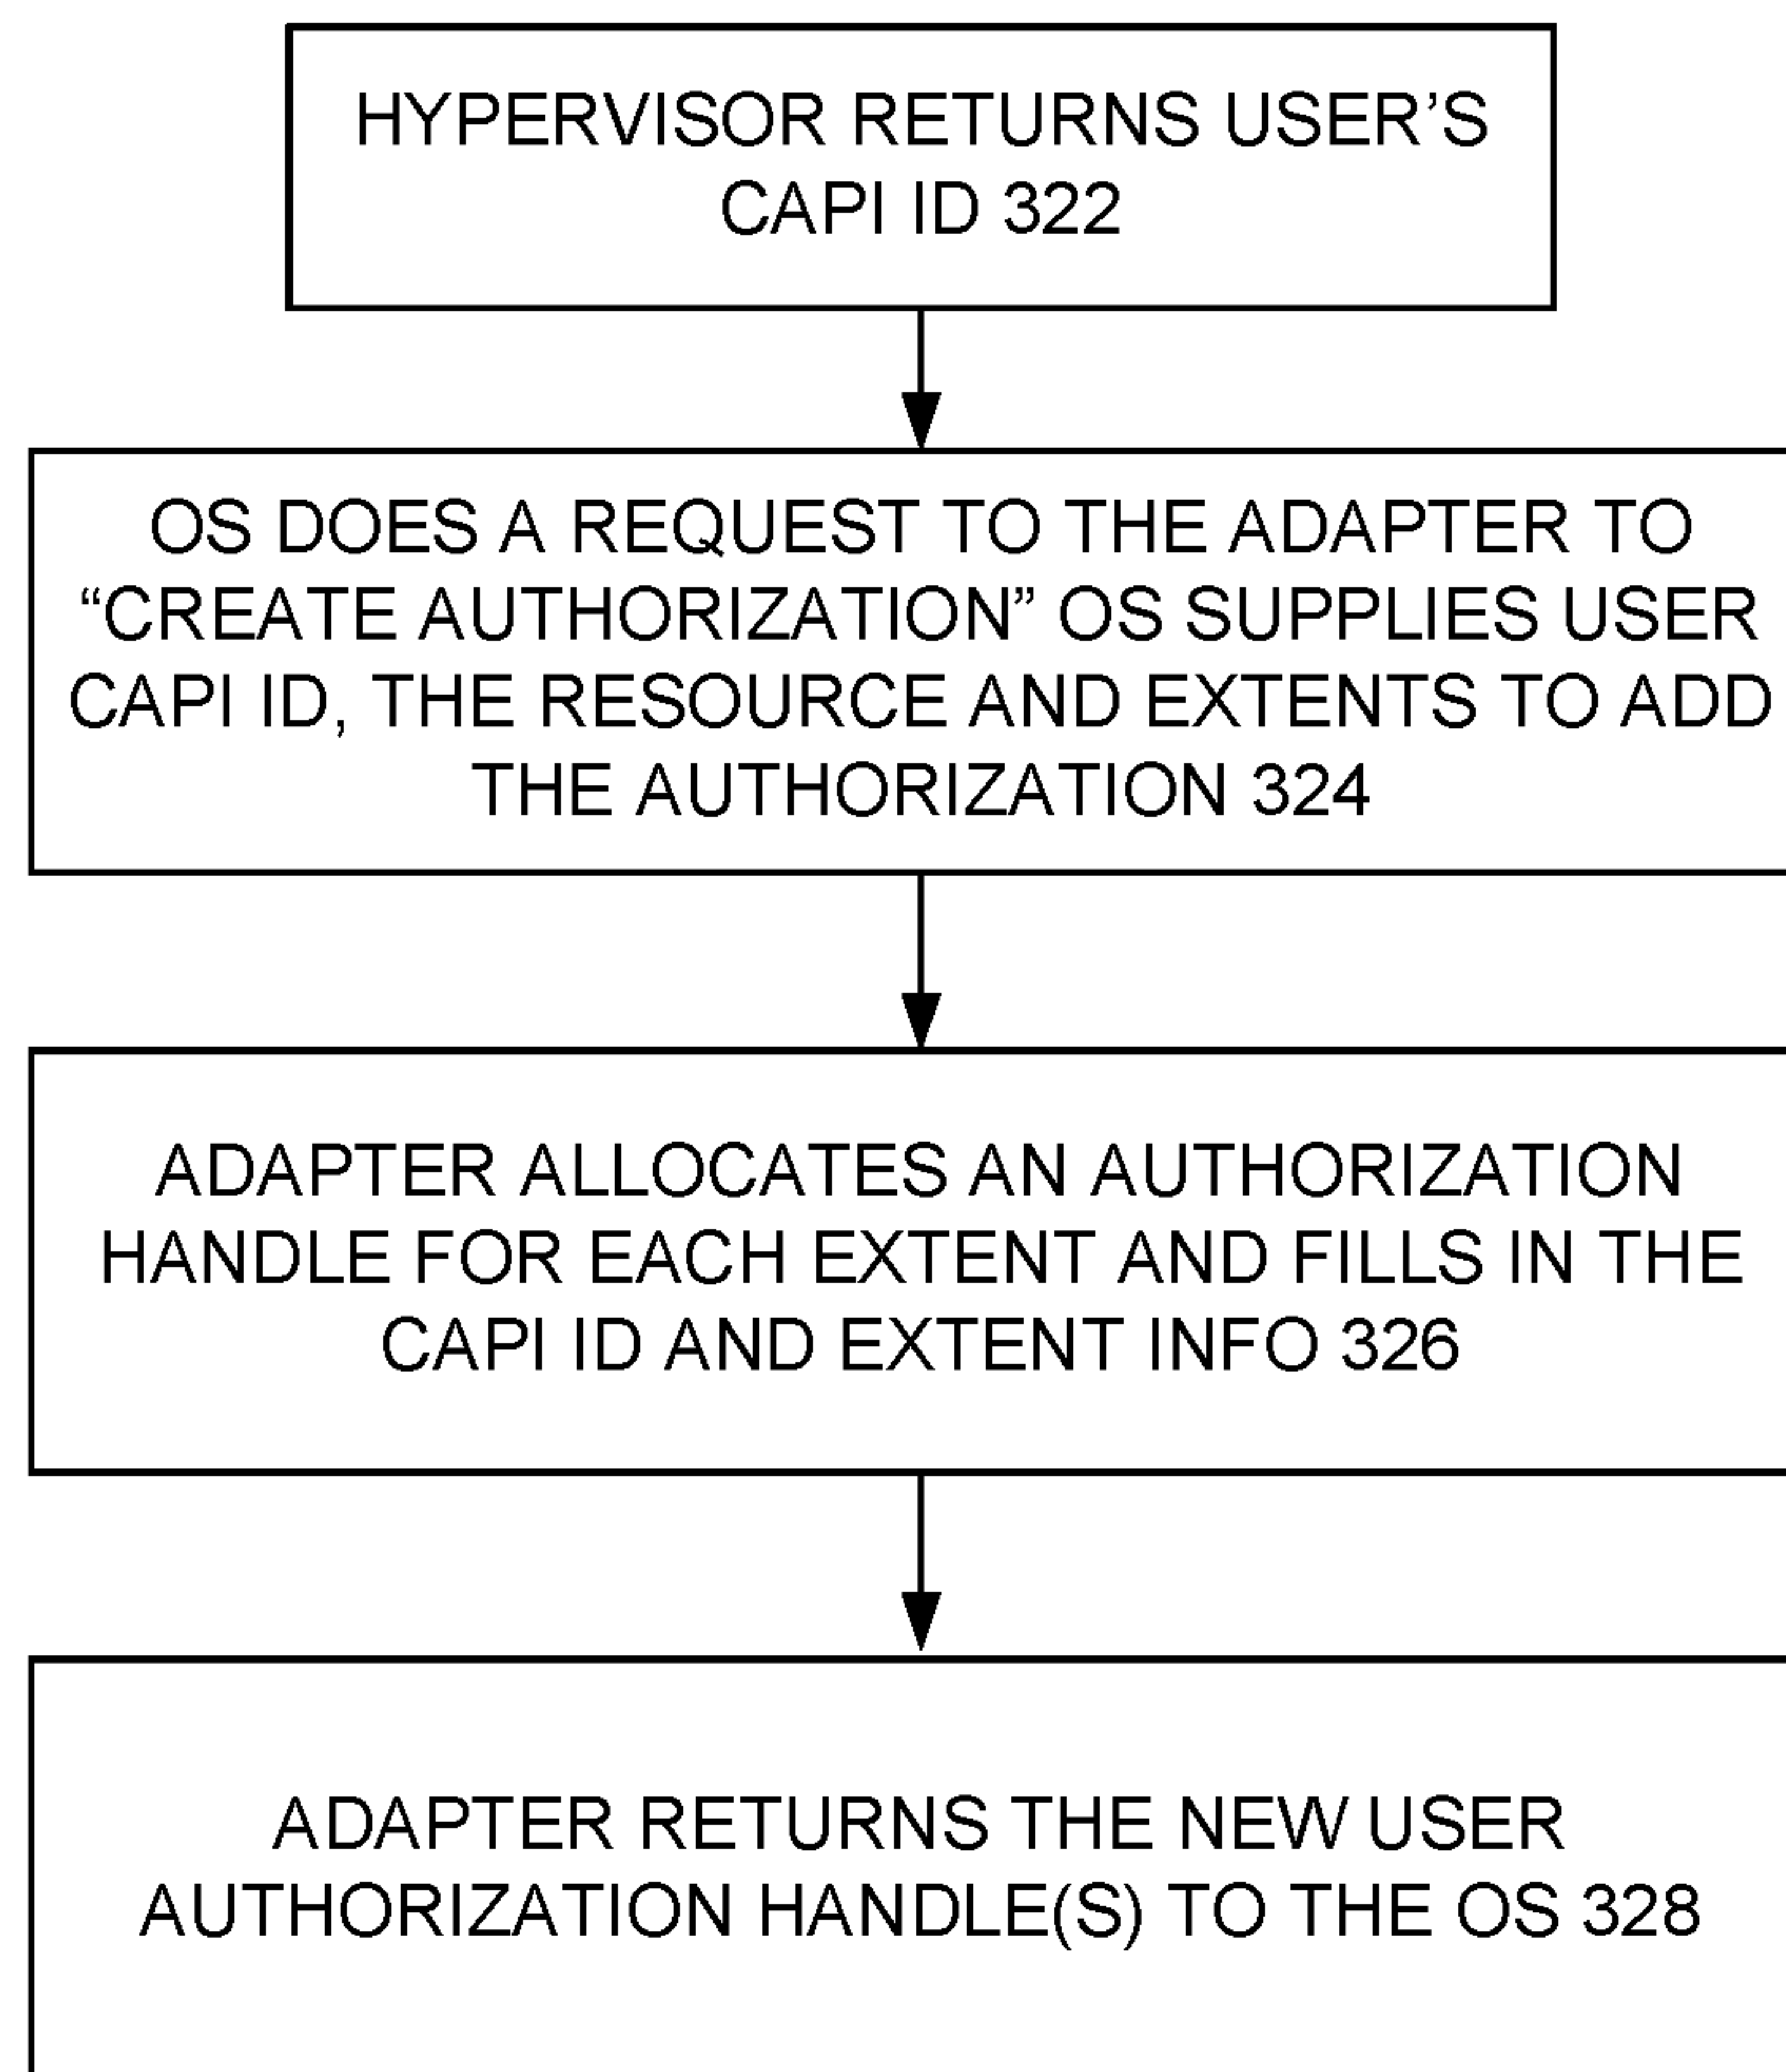 HYPERVISOR RETURNS USER’S
CAPI ID 322
OS DOES A REQUEST TO THE ADAPTER TO
“CREATE AUTHORIZATION” OS SUPPLIES USER
CAPI ID, THE RESOURCE AND EXTENTS TO ADD
THE AUTHORIZATION 324
ADAPTER ALLOCATES AN AUTHORIZATION
HANDLE FOR EACH EXTENT AND FILLS IN THE
CAPI ID AND EXTENT INFO 326
ADAPTER RETURNS THE NEW USER
AUTHORIZATION HANDLE(S) TO THE OS 328